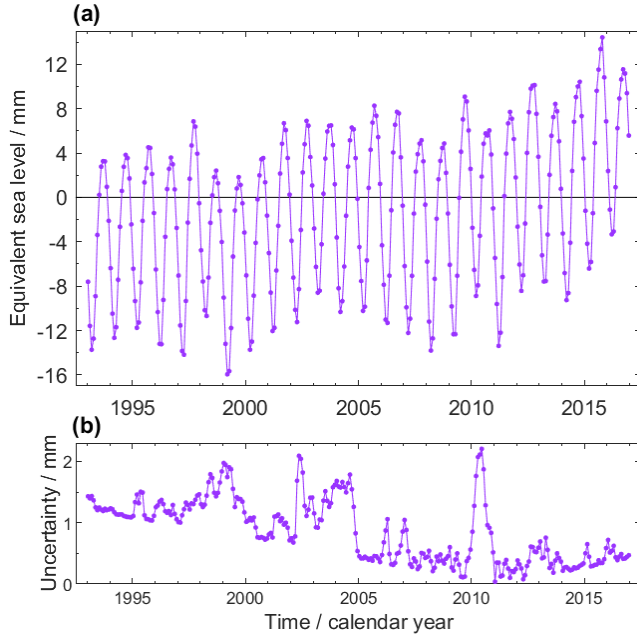 (a)
Equivalent sea level / mm
12
8
4
0
-4
-8
-12
-16
1995 2000 2005 2010 2015
(b)
Uncertainty / mm
2
1
0
1995 2000 2005 2010 2015
Time / calendar year